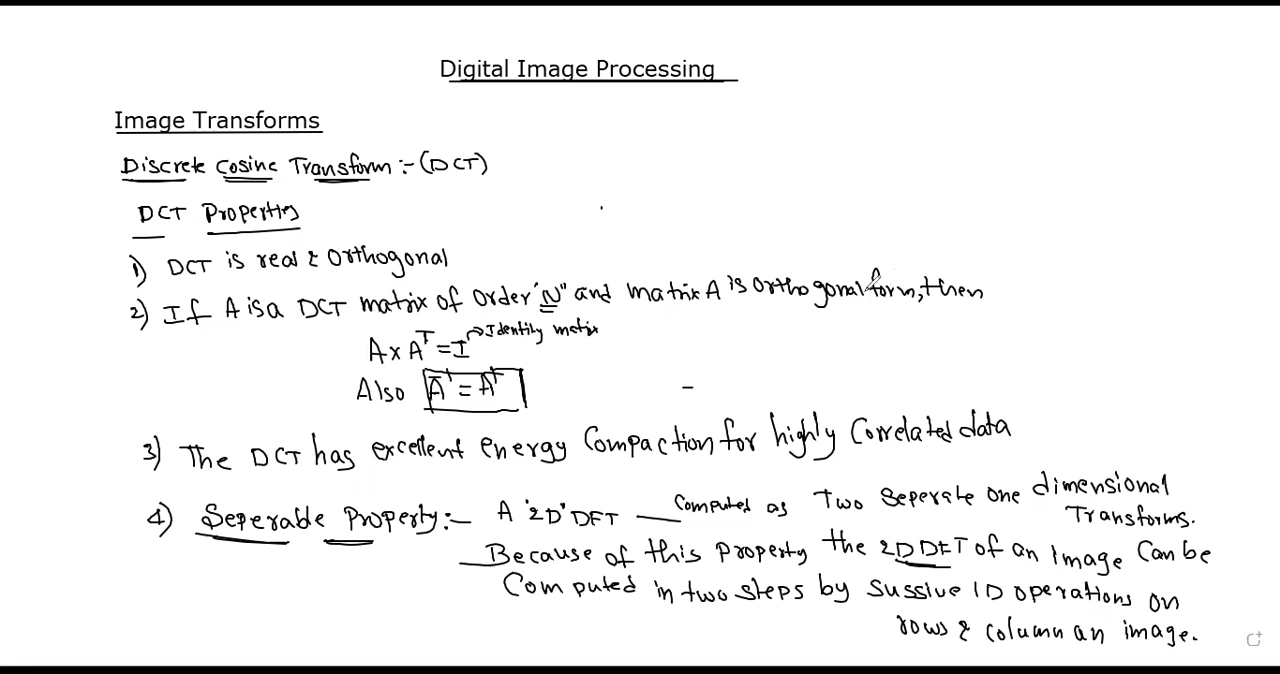 Digital Image Processing
Image Transforms
Discrete Cosine Transform :- (DCT)
DCT Properties
1) DCT is real & Orthogonal
2) If A is a DCT matrix of order "N" and matrix A is orthogonal form, then
A x Aᵀ = I → Identity matrix
Also A⁻¹ = Aᵀ
3) The DCT has excellent energy Compaction for highly Correlated data
4) Seperable Property:- A '2D' DFT — Computed as Two Seperate one dimensional
Transforms.
Because of this Property the 2D DFT of an Image Can be
Computed in two steps by Sussive 1D operations on
rows & column an image.